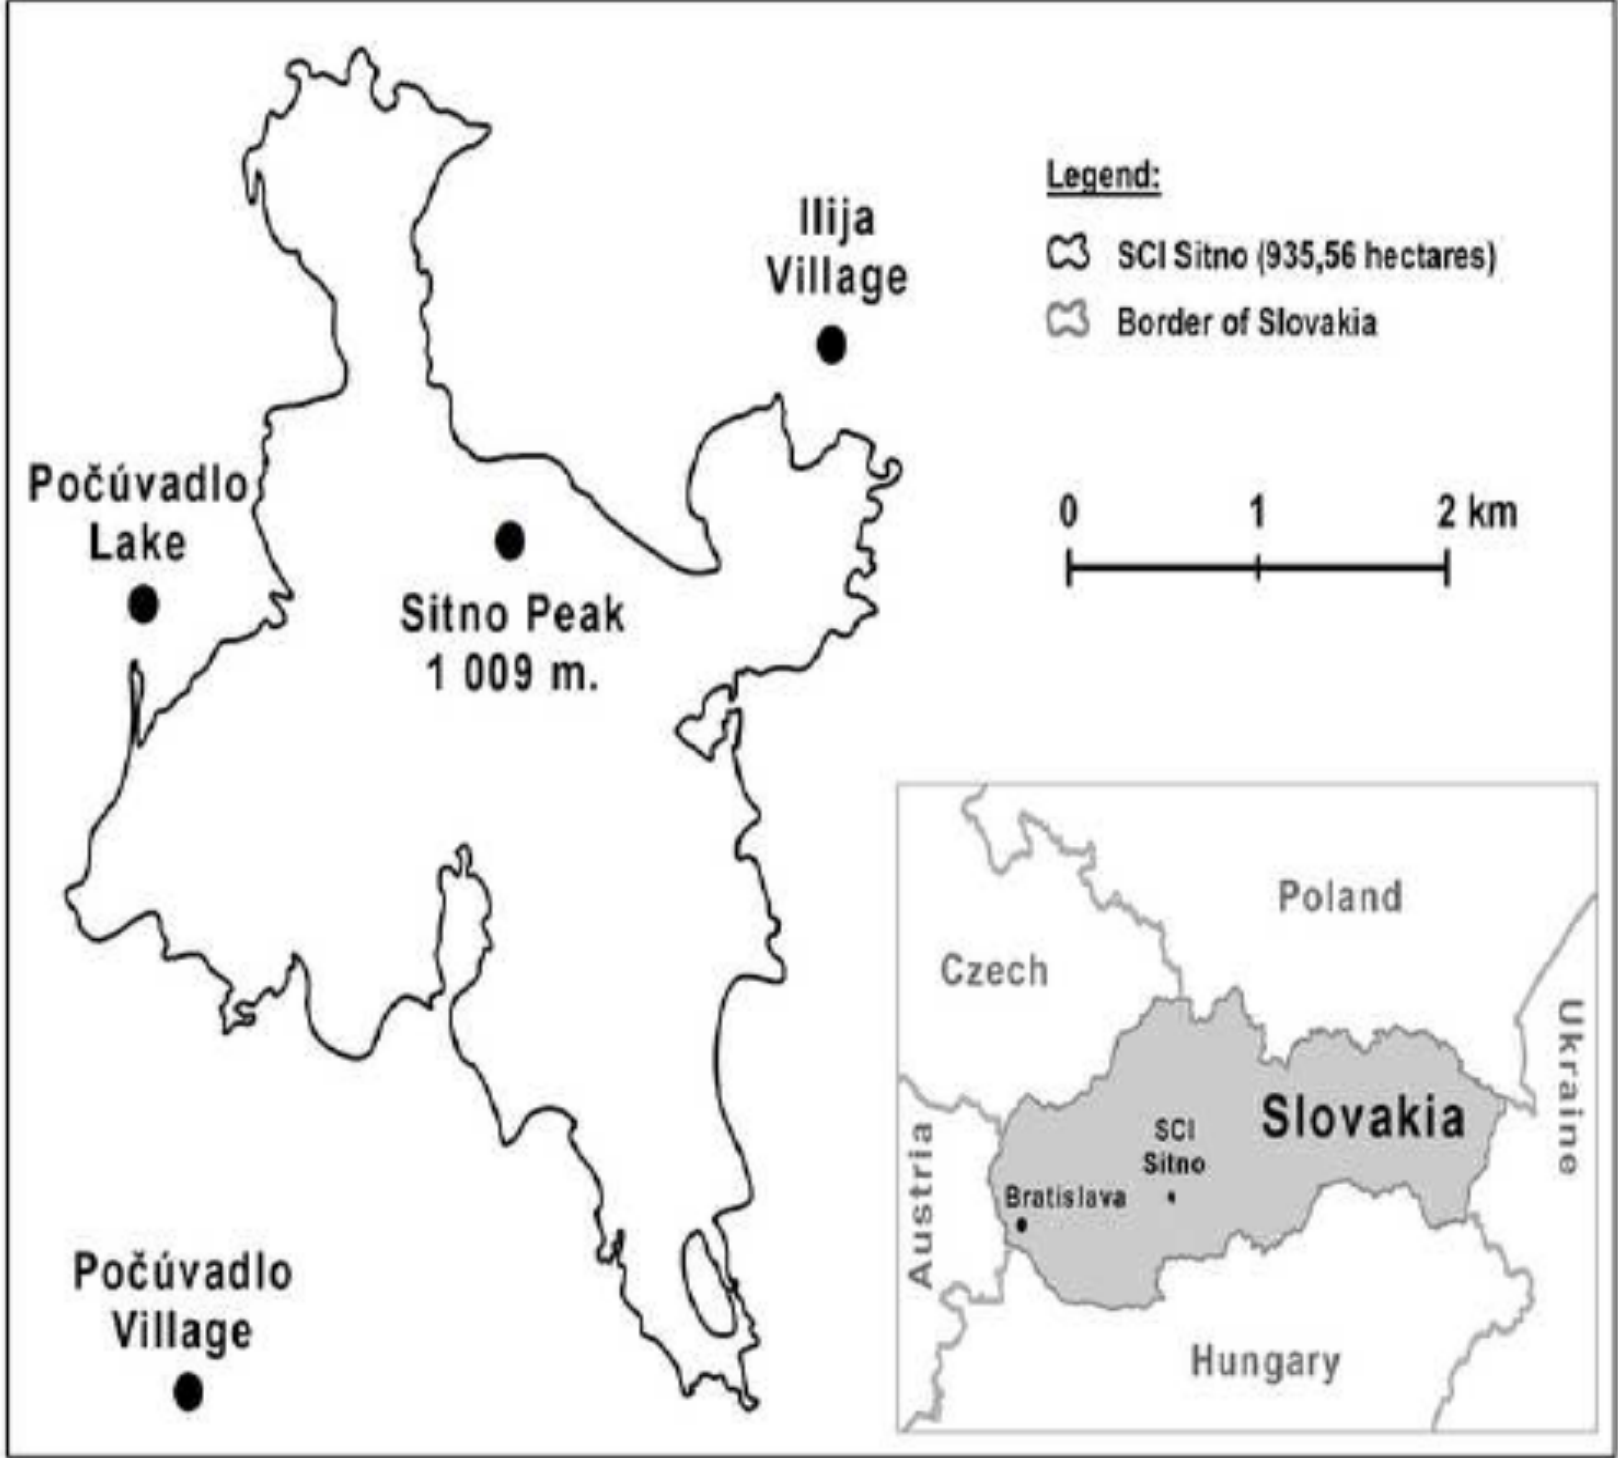 Ilija
Village
Legend:
SCI Sitno (935,56 hectares)
Border of Slovakia
Počúvadlo
Lake
0 1 2 km
Sitno Peak
1 009 m.
Poland
Czech
Ukraine
Slovakia
SCI
Sitno
Bratislava
Austria
Hungary
Počúvadlo
Village